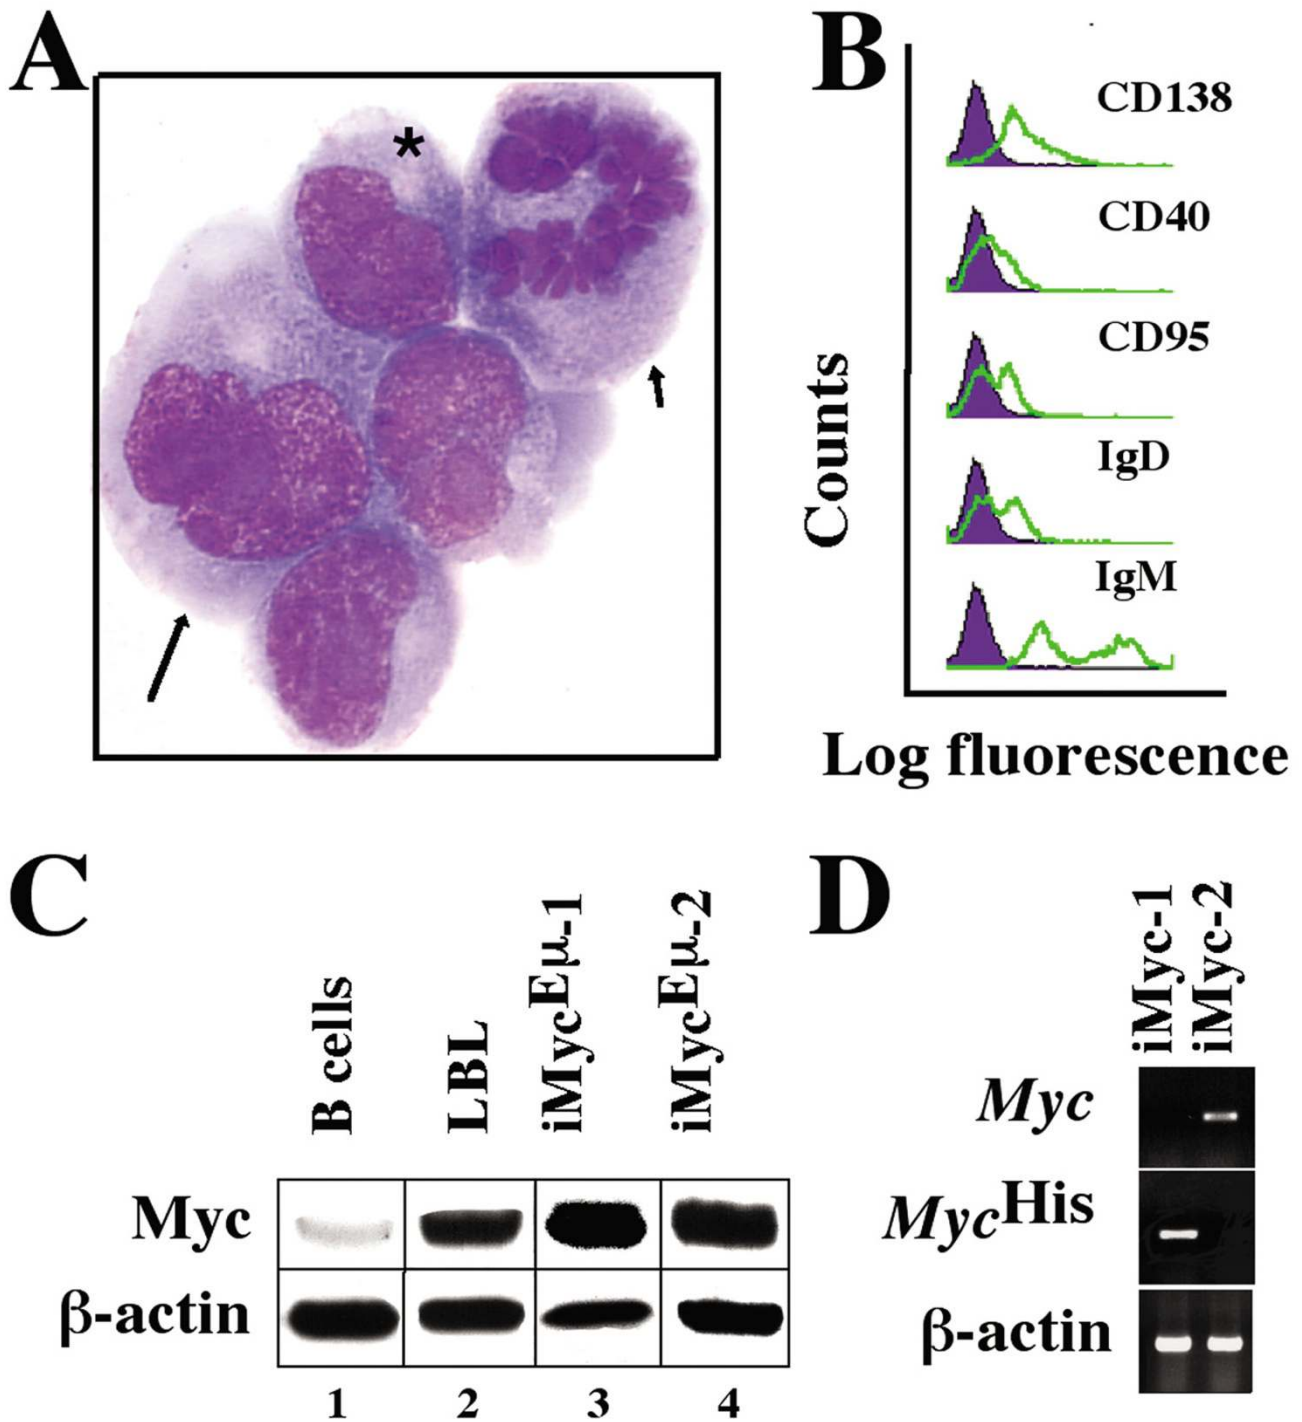 A
*
B
CD138
CD40
CD95
IgD
IgM
Counts
Log fluorescence
C
B cells
LBL
iMycEμ-1
iMycEμ-2
Myc
β-actin
1 2 3 4
D
iMyc-1
iMyc-2
Myc
MycHis
β-actin